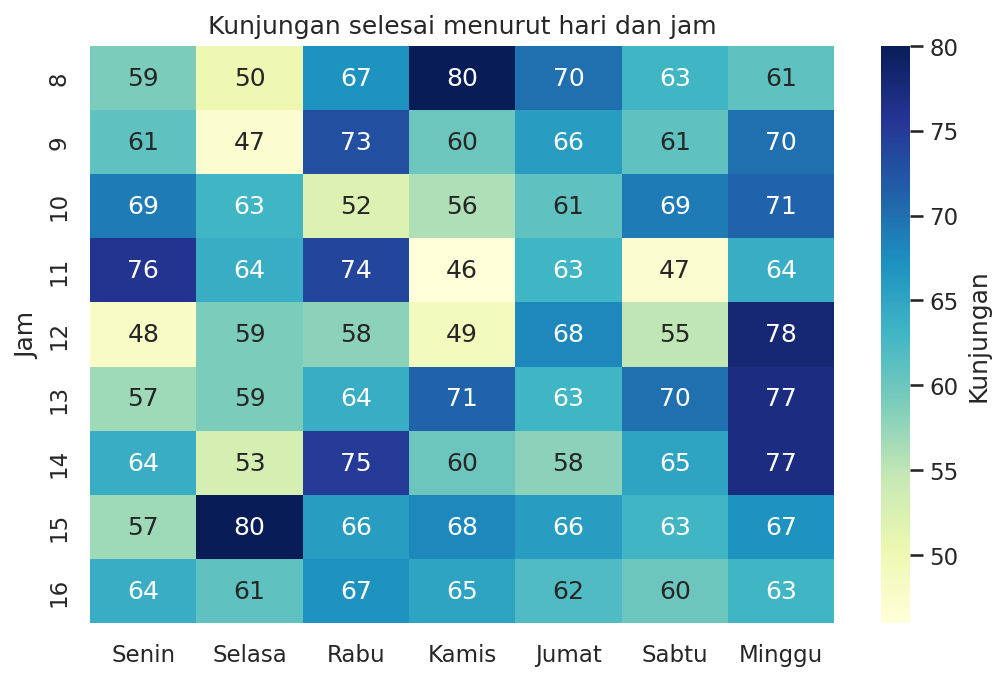 Kunjungan selesai menurut hari dan jam
8 59 50 67 80 70 63 61
9 61 47 73 60 66 61 70
10 69 63 52 56 61 69 71
11 76 64 74 46 63 47 64
12 48 59 58 49 68 55 78
13 57 59 64 71 63 70 77
14 64 53 75 60 58 65 77
15 57 80 66 68 66 63 67
16 64 61 67 65 62 60 63
Jam
Senin Selasa Rabu Kamis Jumat Sabtu Minggu
80
75
70
65
60
55
50
Kunjungan